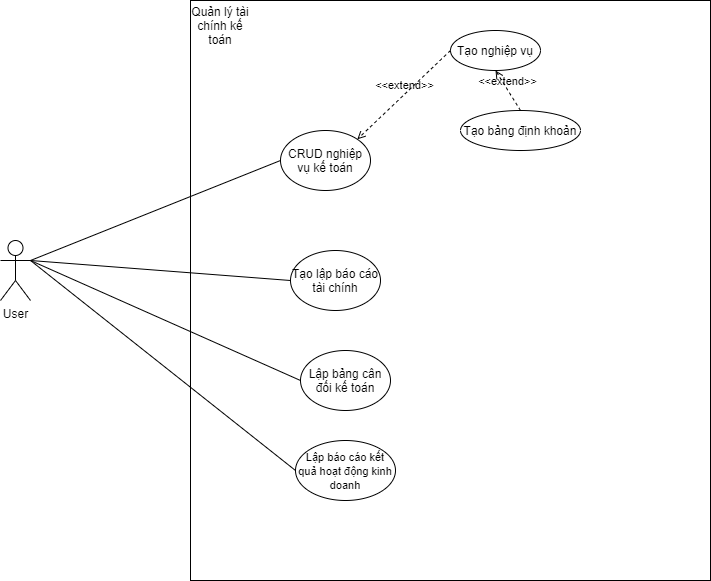 Quản lý tài
chính kế
toán
Tạo nghiệp vụ
<<extend>>
<<extend>>
Tạo bảng định khoản
CRUD nghiệp
vụ kế toán
Tạo lập báo cáo
tài chính
User
Lập bảng cân
đối kế toán
Lập báo cáo kết
quả hoạt động kinh
doanh